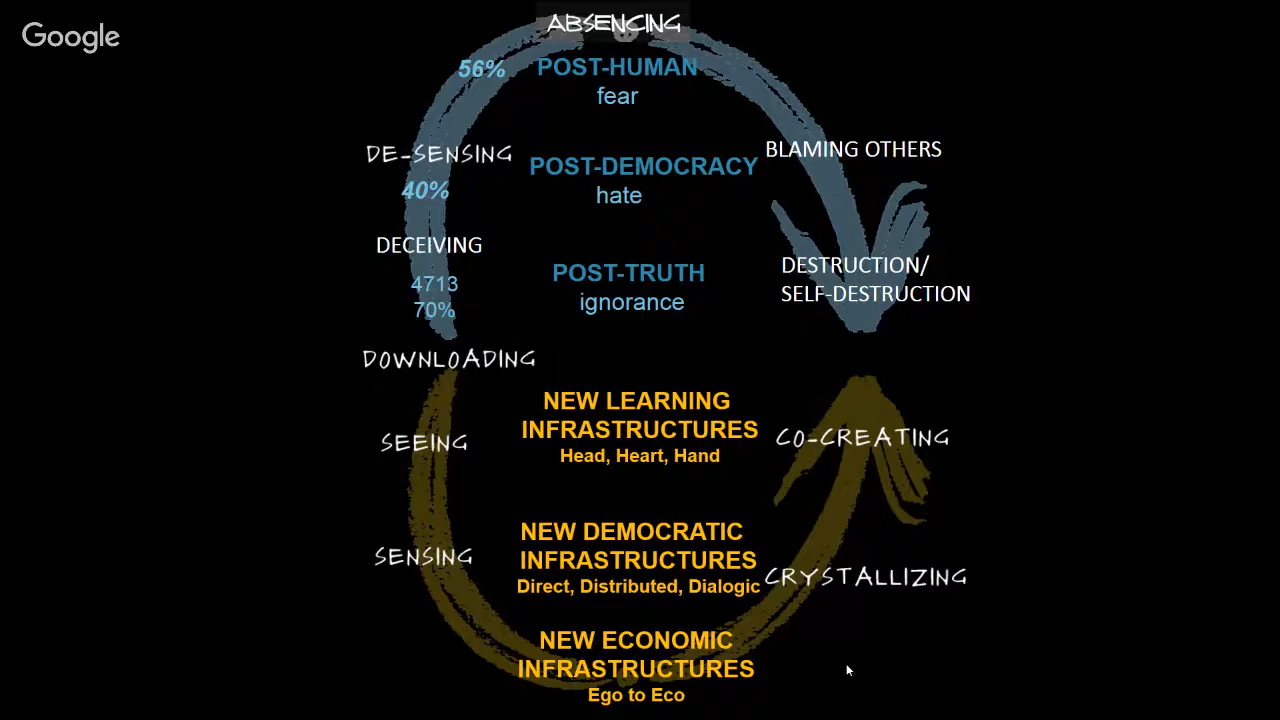 ABSENCING
Google
56%
POST-HUMAN
fear
DE-SENSING
POST-DEMOCRACY
BLAMING OTHERS
40%
hate
DECEIVING
POST-TRUTH
DESTRUCTION/
SELF-DESTRUCTION
4713
ignorance
70%
DOWNLOADING
NEW LEARNING
INFRASTRUCTURES
Head, Heart, Hand
SEEING
CO-CREATING
NEW DEMOCRATIC
INFRASTRUCTURES
Direct, Distributed, Dialogic
SENSING
CRYSTALLIZING
NEW ECONOMIC
INFRASTRUCTURES
Ego to Eco